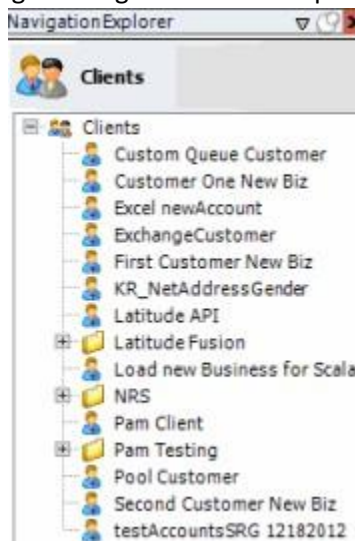 NavigationExplorer
Clients
Clients
Custom Queue Customer
Customer One New Biz
Excel newAccount
ExchangeCustomer
First Customer New Biz
KR_NetAddressGender
Latitude API
Latitude Fusion
Load new Business for Scala
NRS
Pam Client
Pam Testing
Pool Customer
Second Customer New Biz
testAccountsSRG 12182012